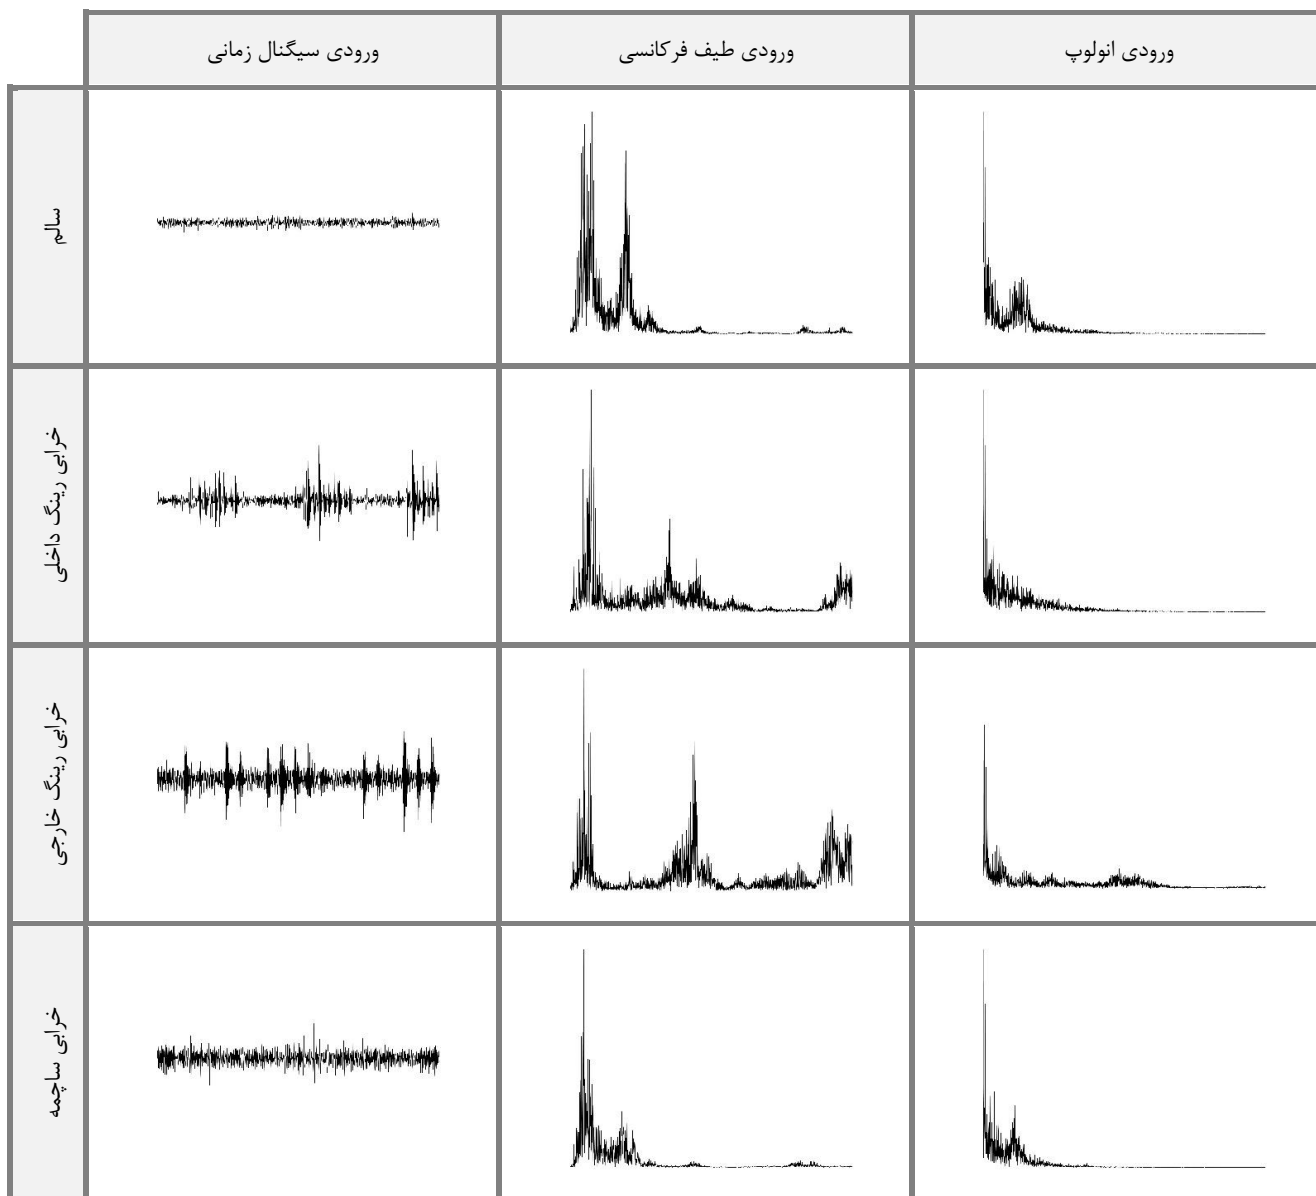 ورودی سیگنال زمانی
ورودی طیف فرکانسی
ورودی انولوپ
سالم
خرابی رینگ داخلی
خرابی رینگ خارجی
خرابی ساچمه